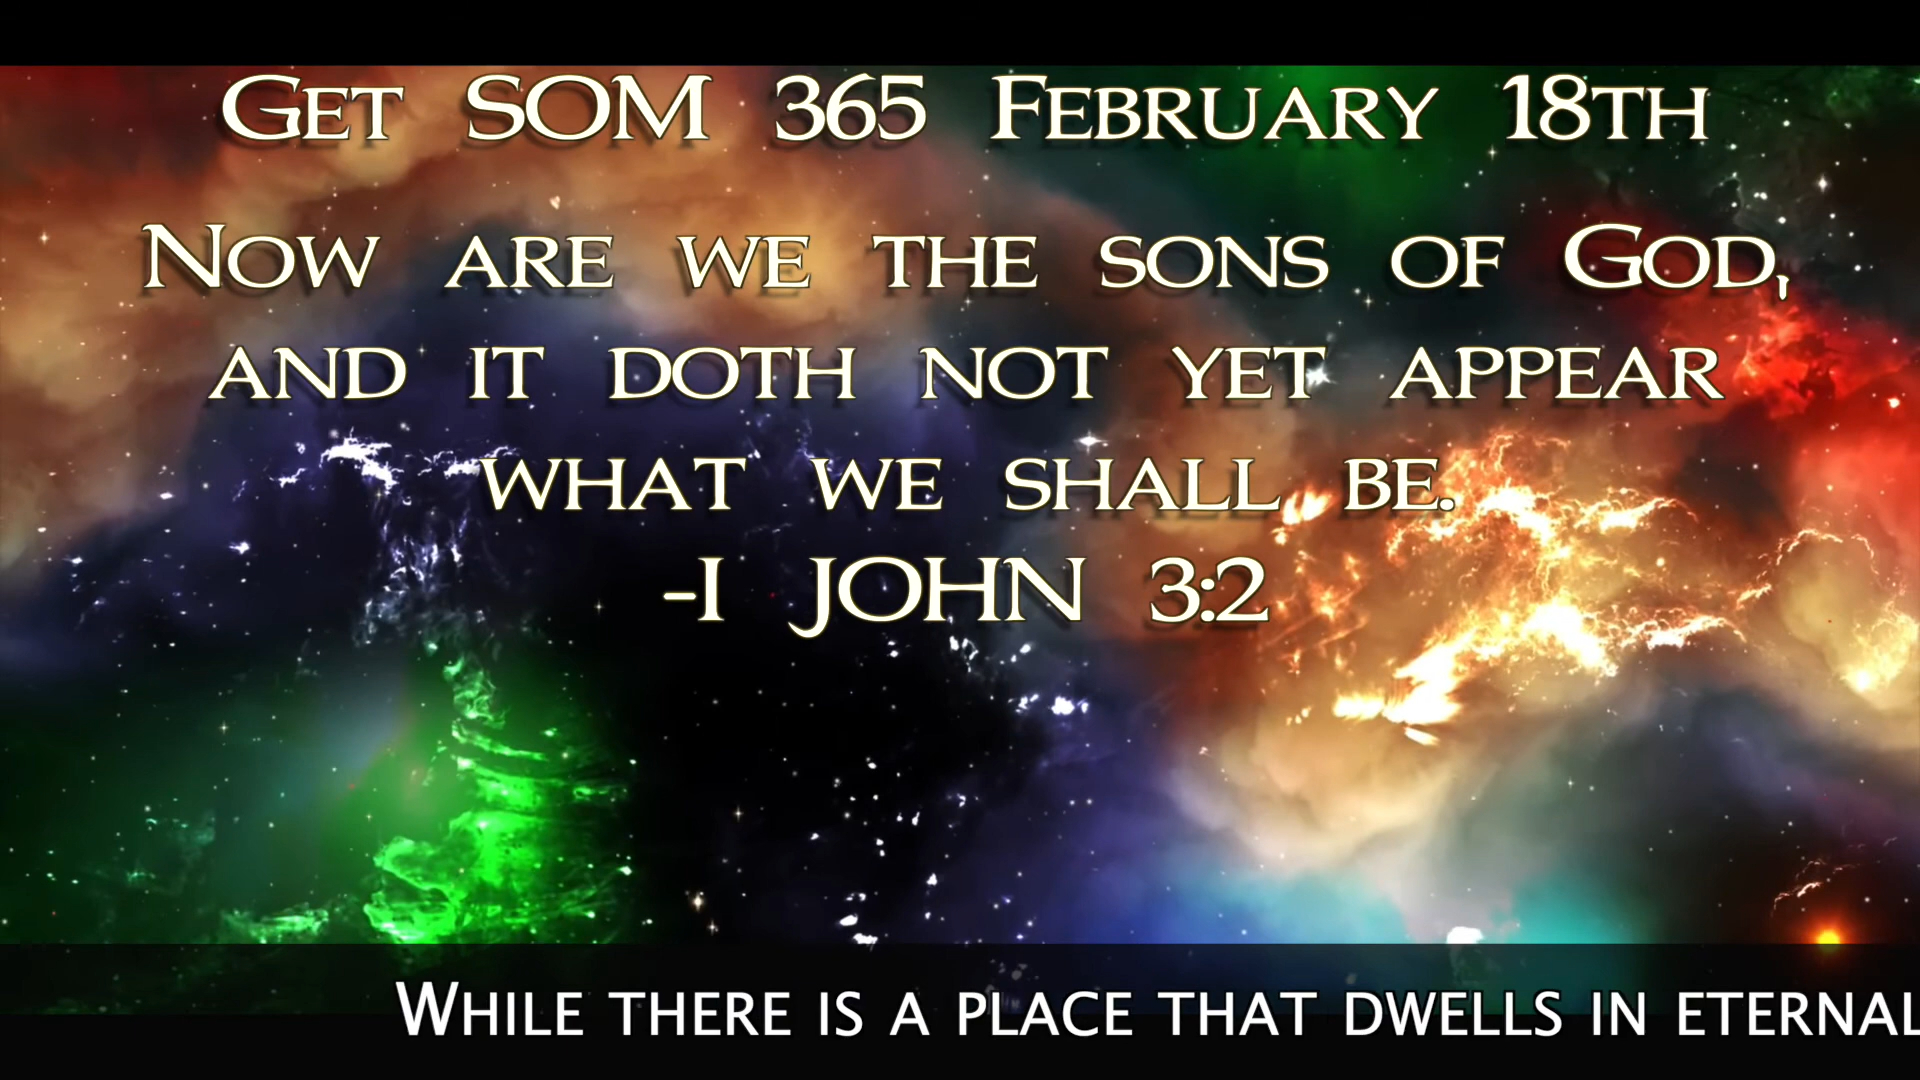 Get SOM 365 February 18th
Now are we the sons of God,
and it doth not yet appear
what we shall be.
-I JOHN 3:2
While there is a place that dwells in eternal